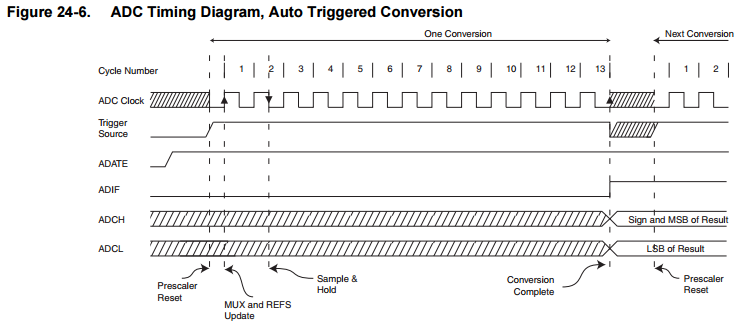 Figure 24-6. ADC Timing Diagram, Auto Triggered Conversion
One Conversion
Next Conversion
Cycle Number 1 2 3 4 5 6 7 8 9 10 11 12 13 1 2
ADC Clock
Trigger
Source
ADATE
ADIF
ADCH
Sign and MSB of Result
ADCL
LSB of Result
Prescaler
Reset
MUX and REFS
Update
Sample &
Hold
Conversion
Complete
Prescaler
Reset